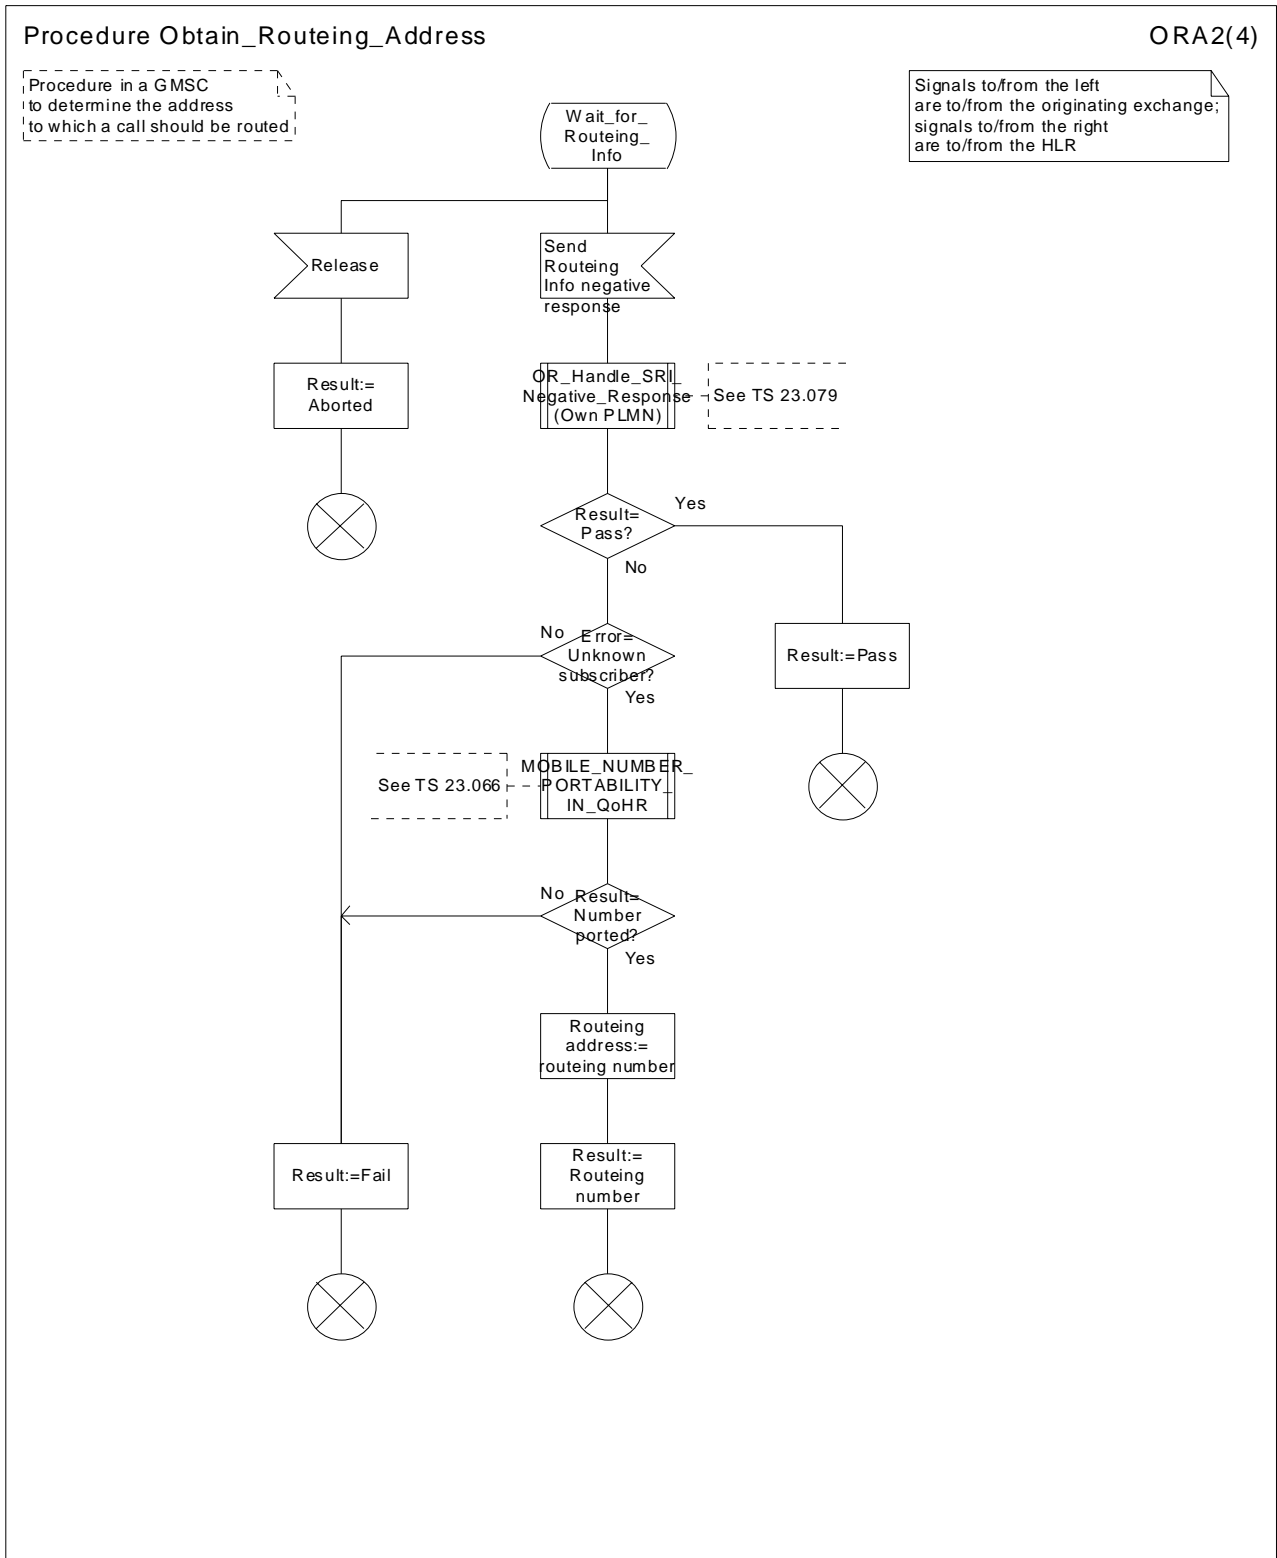 Procedure Obtain_Routeing_Address
ORA2(4)
Procedure in a GMSC
to determine the address
to which a call should be routed
Signals to/from the left
are to/from the originating exchange;
signals to/from the right
are to/from the HLR
Wait_for_
Routeing_
Info
Release
Send
Routeing
Info negative
response
Result:=
Aborted
OR_Handle_SRI_
Negative_Response
(Own PLMN)
See TS 23.079
Result=
Pass?
Yes
No
No
Error=
Unknown
subscriber?
Yes
Result:=Pass
See TS 23.066
MOBILE_NUMBER_
PORTABILITY_
IN_QoHR
No
Result=
Number
ported?
Yes
Routeing
address:=
routeing number
Result:=Fail
Result:=
Routeing
number